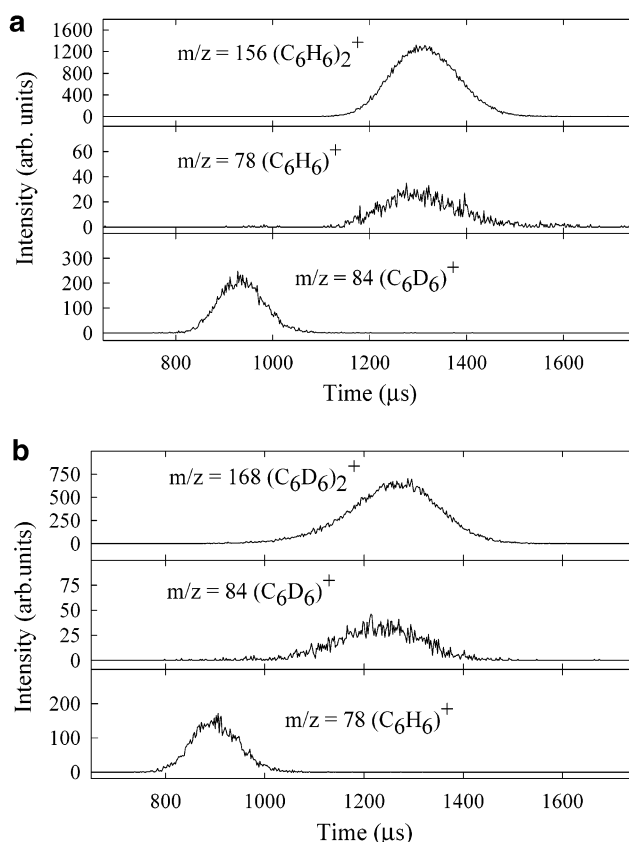 a
1600
1200
800
400
0
m/z = 156 (C6H6)2+
60
40
20
0
m/z = 78 (C6H6)+
300
200
100
0
m/z = 84 (C6D6)+
Intensity (arb. units)
800 1000 1200 1400 1600
Time (μs)
b
750
500
250
0
m/z = 168 (C6D6)2+
75
50
25
0
m/z = 84 (C6D6)+
200
100
0
m/z = 78 (C6H6)+
Intensity (arb.units)
800 1000 1200 1400 1600
Time (μs)